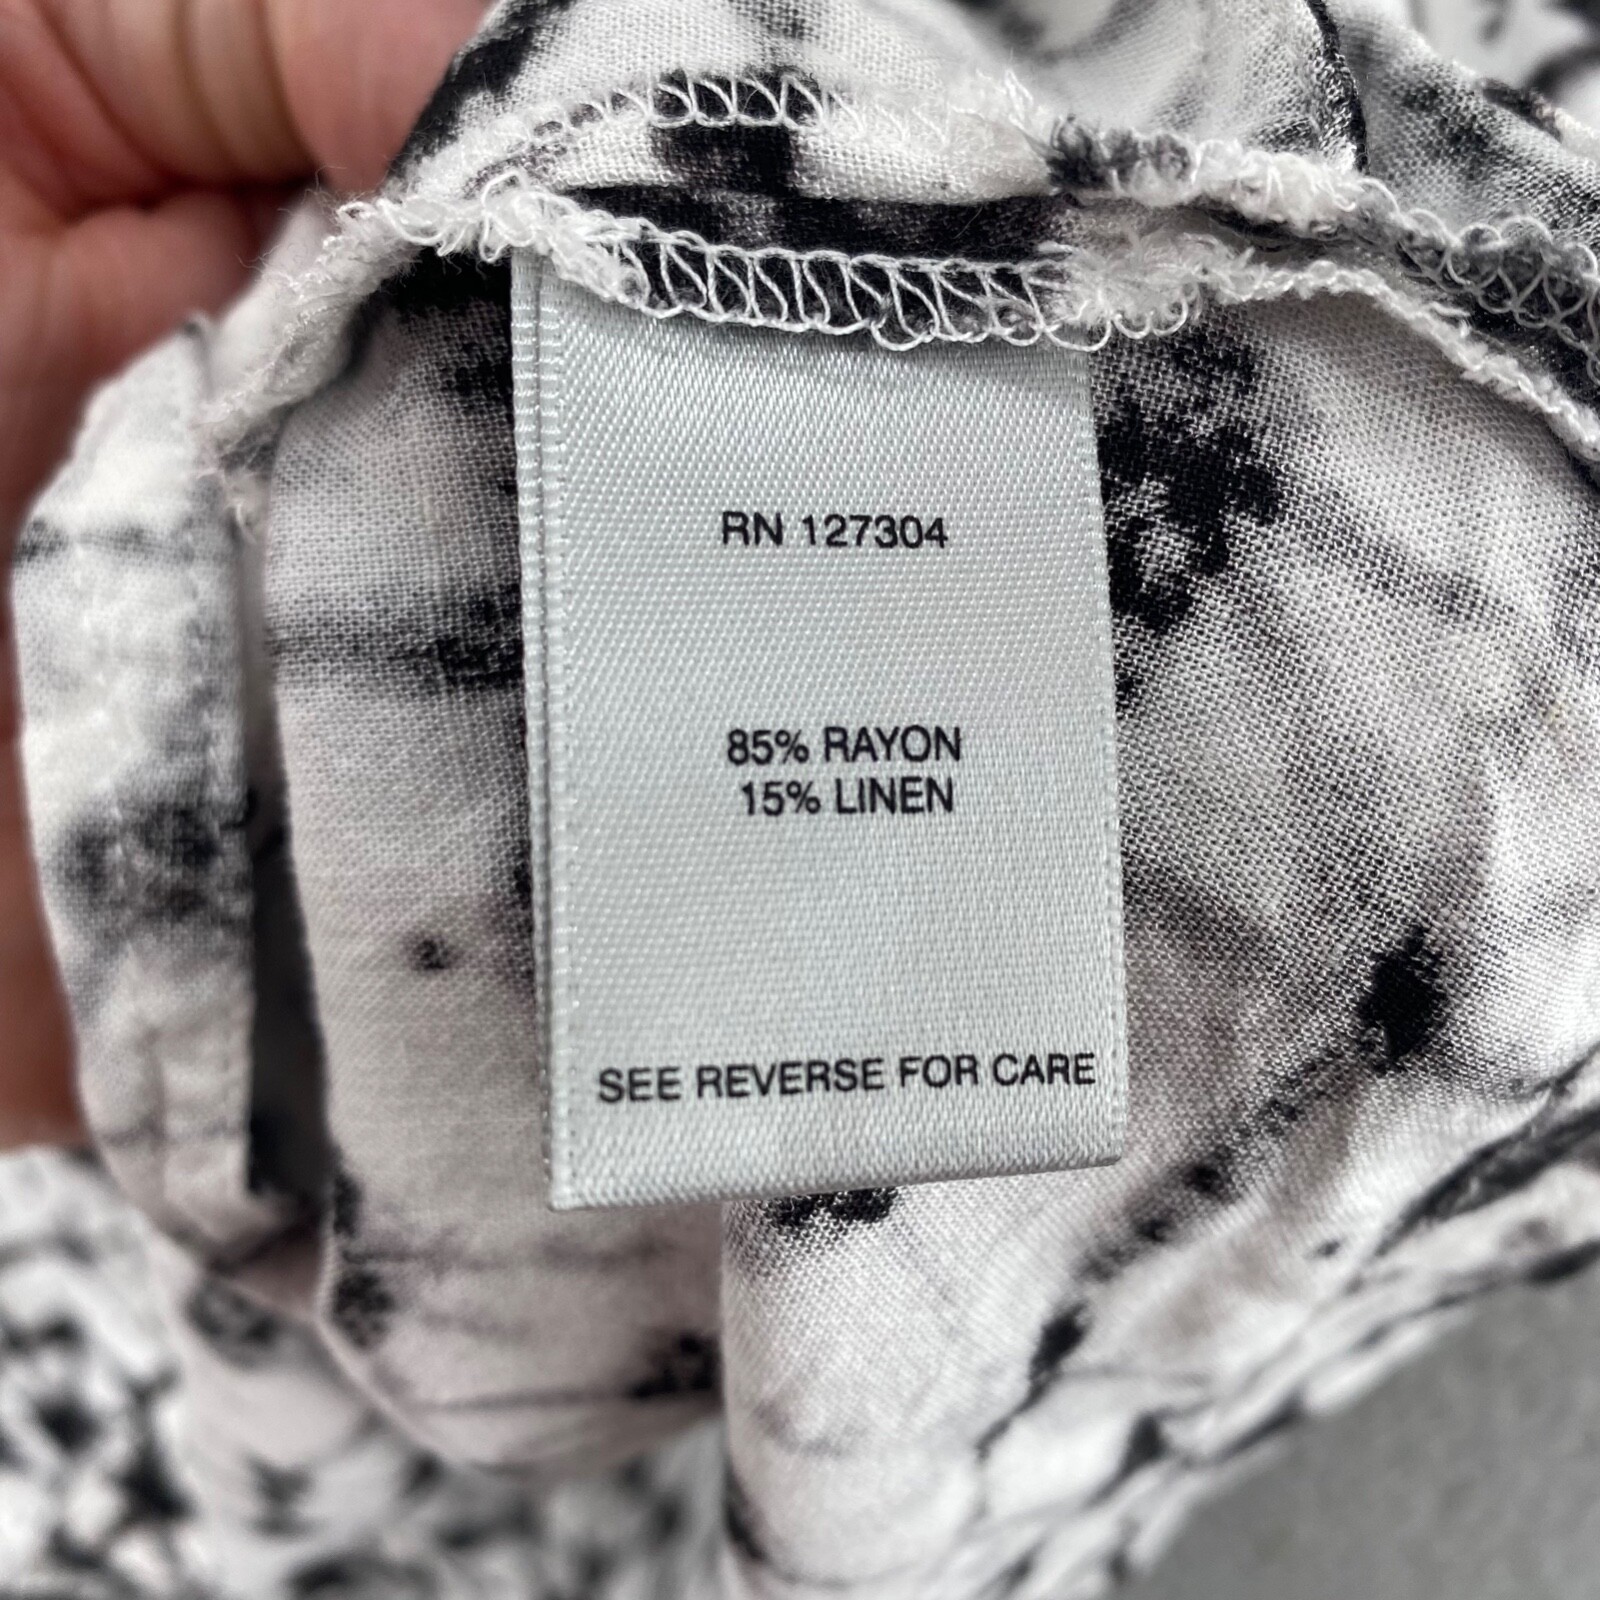 RN 127304
85% RAYON
15% LINEN
SEE REVERSE FOR CARE